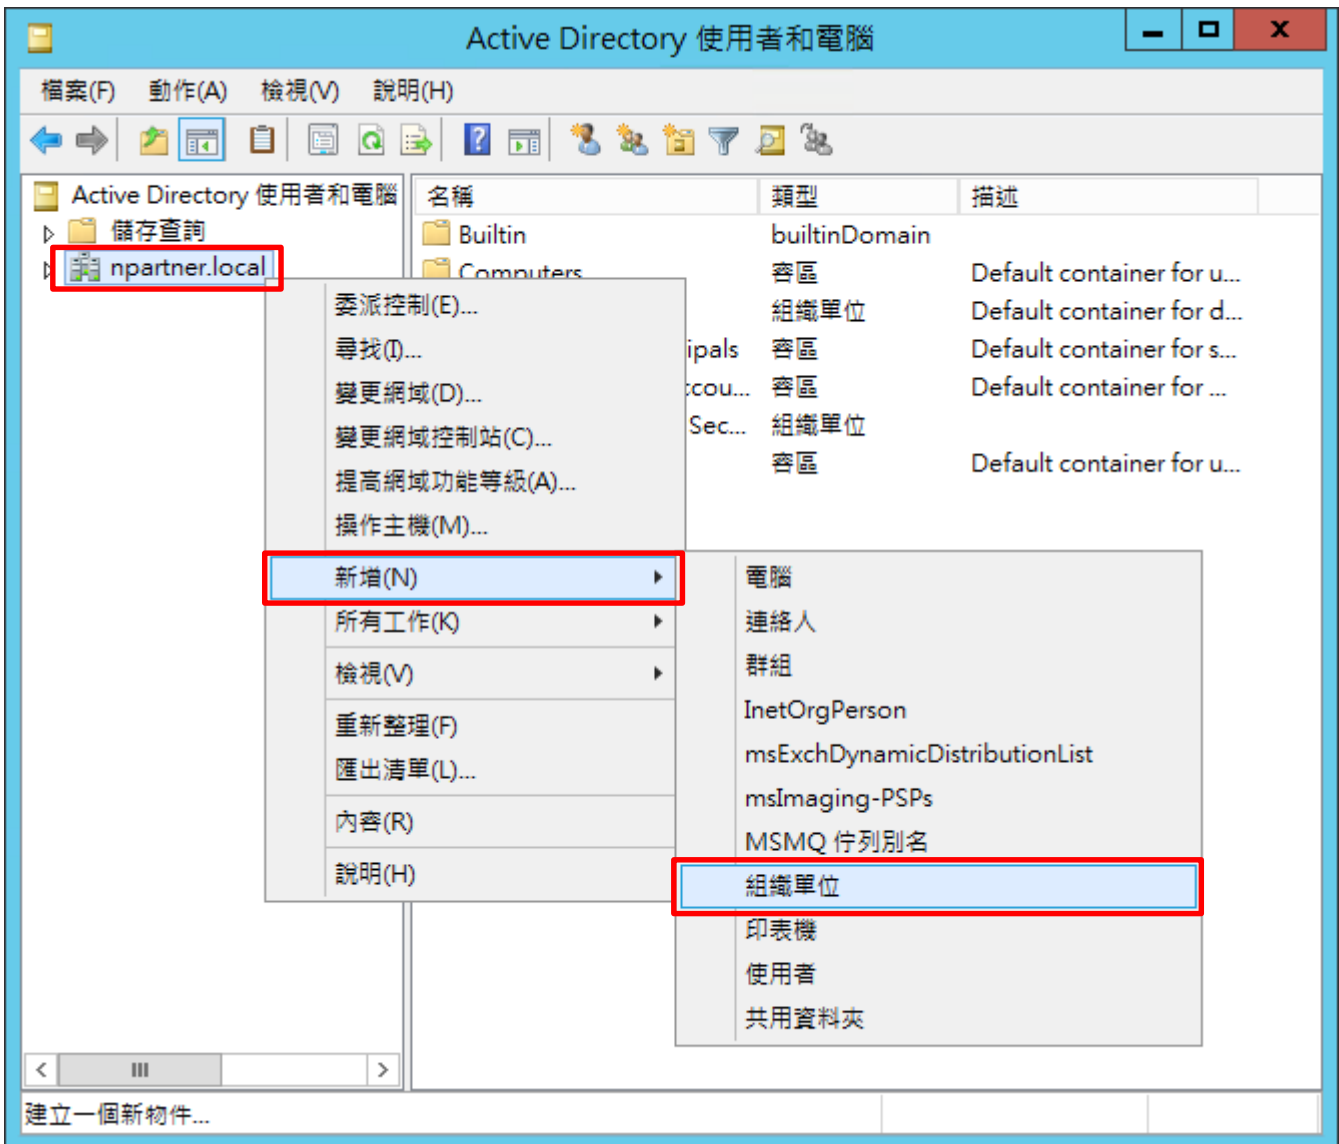 Active Directory 使用者和電腦
檔案(F) 動作(A) 檢視(V) 說明(H)
Active Directory 使用者和電腦
儲存查詢
npartner.local
名稱 類型 描述
Builtin builtinDomain
Computers 容區 Default container for u...
組織單位 Default container for d...
ipals 容區 Default container for s...
ccou... 容區 Default container for ...
Sec... 組織單位
容區 Default container for u...
委派控制(E)...
尋找(I)...
變更網域(D)...
變更網域控制站(C)...
提高網域功能等級(A)...
操作主機(M)...
新增(N)
所有工作(K)
檢視(V)
重新整理(F)
匯出清單(L)...
內容(R)
說明(H)
電腦
連絡人
群組
InetOrgPerson
msExchDynamicDistributionList
msImaging-PSPs
MSMQ 佇列別名
組織單位
印表機
使用者
共用資料夾
建立一個新物件...